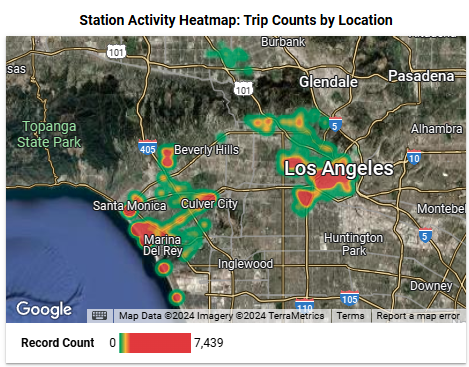 Station Activity Heatmap: Trip Counts by Location
101
Burbank
sas
Glendale
Pasadena
101
Topanga
State Park
5
Alhambra
405
Beverly Hills
10
Los Angeles
Santa Monica
Culver City
Montebel
Marina
Del Rey
Huntington
Park
5
Inglewood
Downey
105
110
Google
Map Data ©2024 Imagery ©2024 TerraMetrics
Terms
Report a map error
Record Count
0
7,439